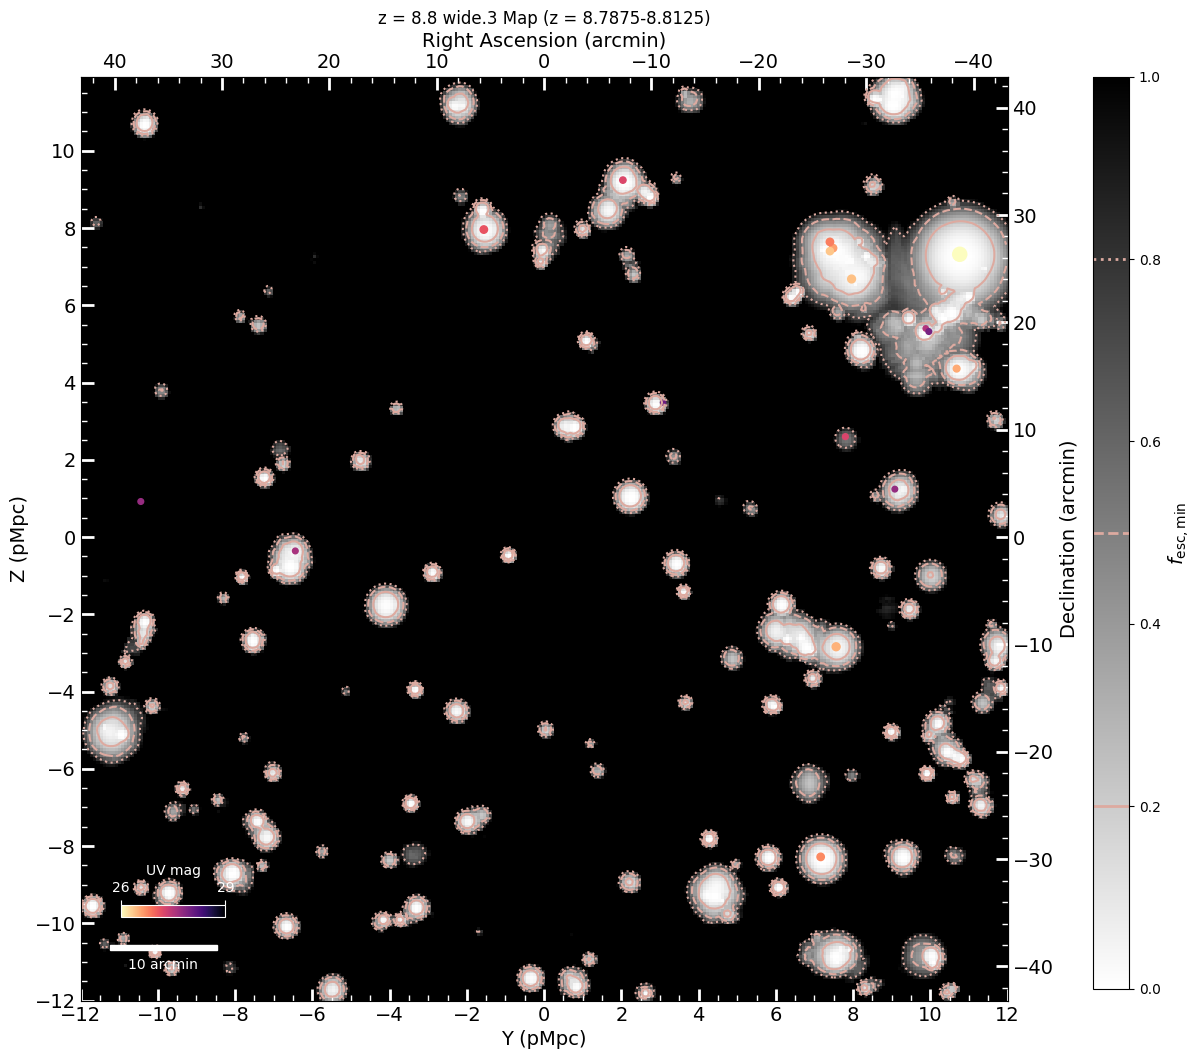 z = 8.8 wide.3 Map (z = 8.7875-8.8125)
Right Ascension (arcmin)
40 30 20 10 0 −10 −20 −30 −40
10
8
6
4
2
0
−2
−4
−6
−8
−10
−12
Z (pMpc)
40
30
20
10
0
−10
−20
−30
−40
Declination (arcmin)
UV mag
26 29
10 arcmin
−12 −10 −8 −6 −4 −2 0 2 4 6 8 10 12
Y (pMpc)
1.0
0.8
0.6
0.4
0.2
0.0
f_esc,min